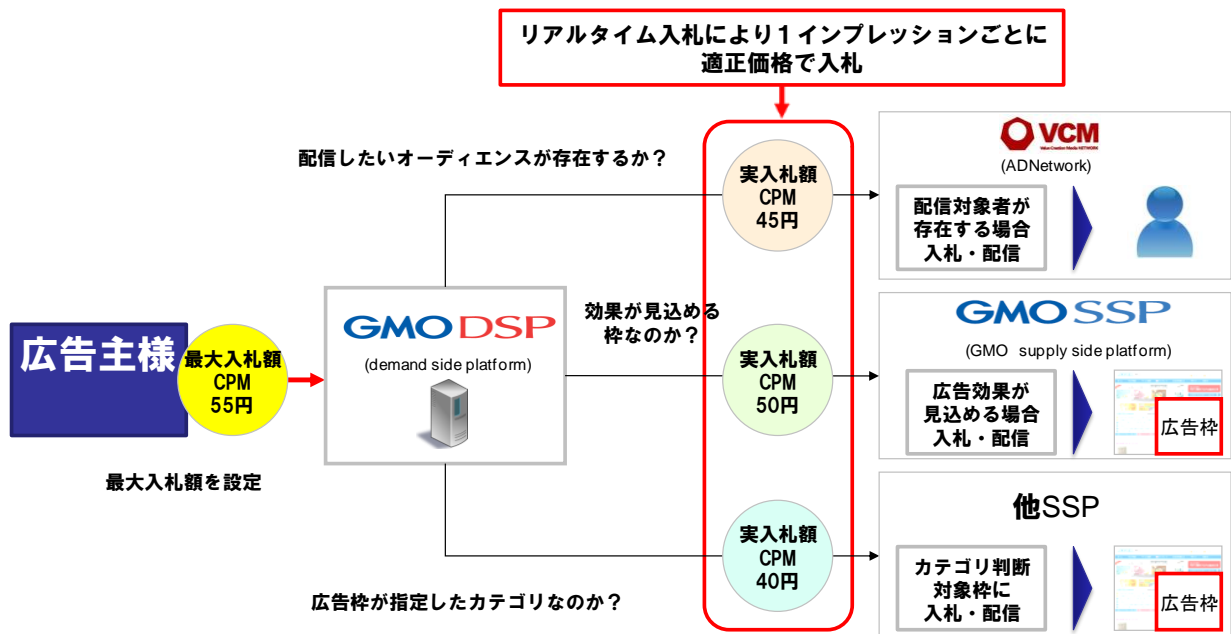 リアルタイム入札により1インプレッションごとに
適正価格で入札
配信したいオーディエンスが存在するか？
実入札額
CPM
45円
VCM
Value Creation Media NETWORK
(ADNetwork)
配信対象者が
存在する場合
入札・配信
広告主様
最大入札額
CPM
55円
最大入札額を設定
GMO DSP
(demand side platform)
効果が見込める
枠なのか？
実入札額
CPM
50円
GMO SSP
(GMO supply side platform)
広告効果が
見込める場合
入札・配信
広告枠
広告枠が指定したカテゴリなのか？
実入札額
CPM
40円
他SSP
カテゴリ判断
対象枠に
入札・配信
広告枠